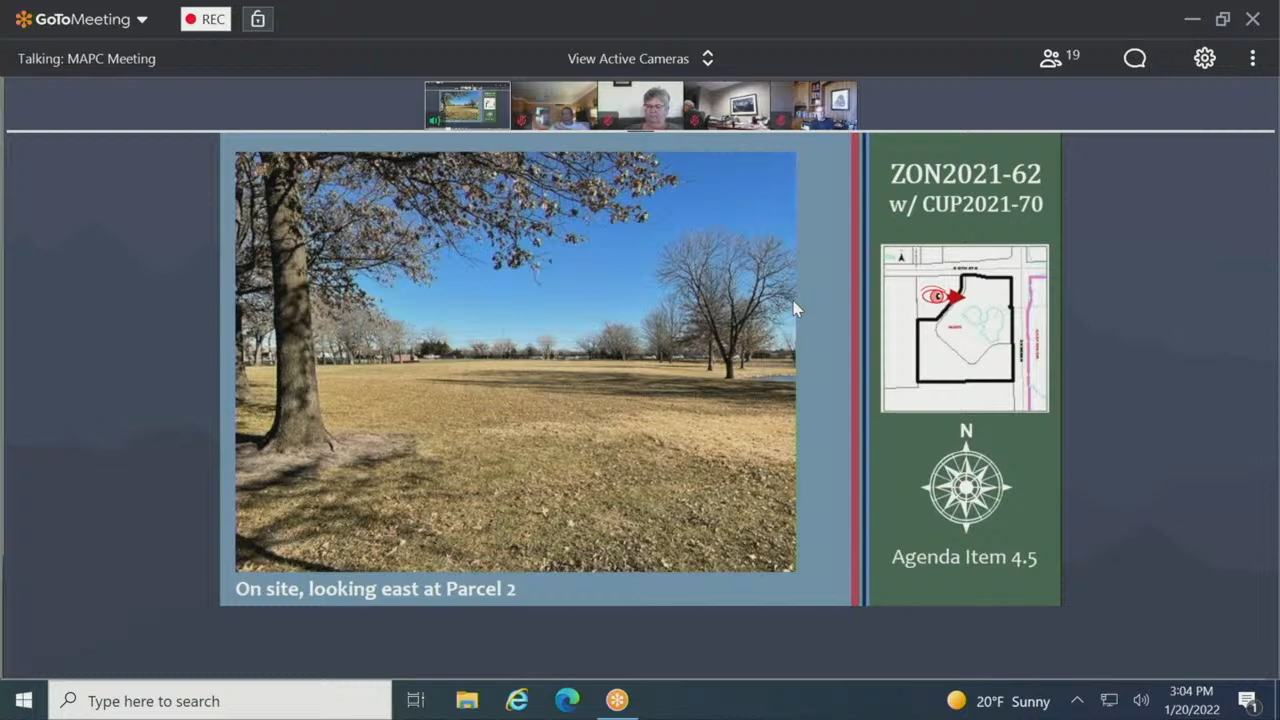 GoToMeeting
REC
Talking: MAPC Meeting
View Active Cameras
19
ZON2021-62
w/ CUP2021-70
N
Agenda Item 4.5
On site, looking east at Parcel 2
Type here to search
20°F Sunny
3:04 PM
1/20/2022
1